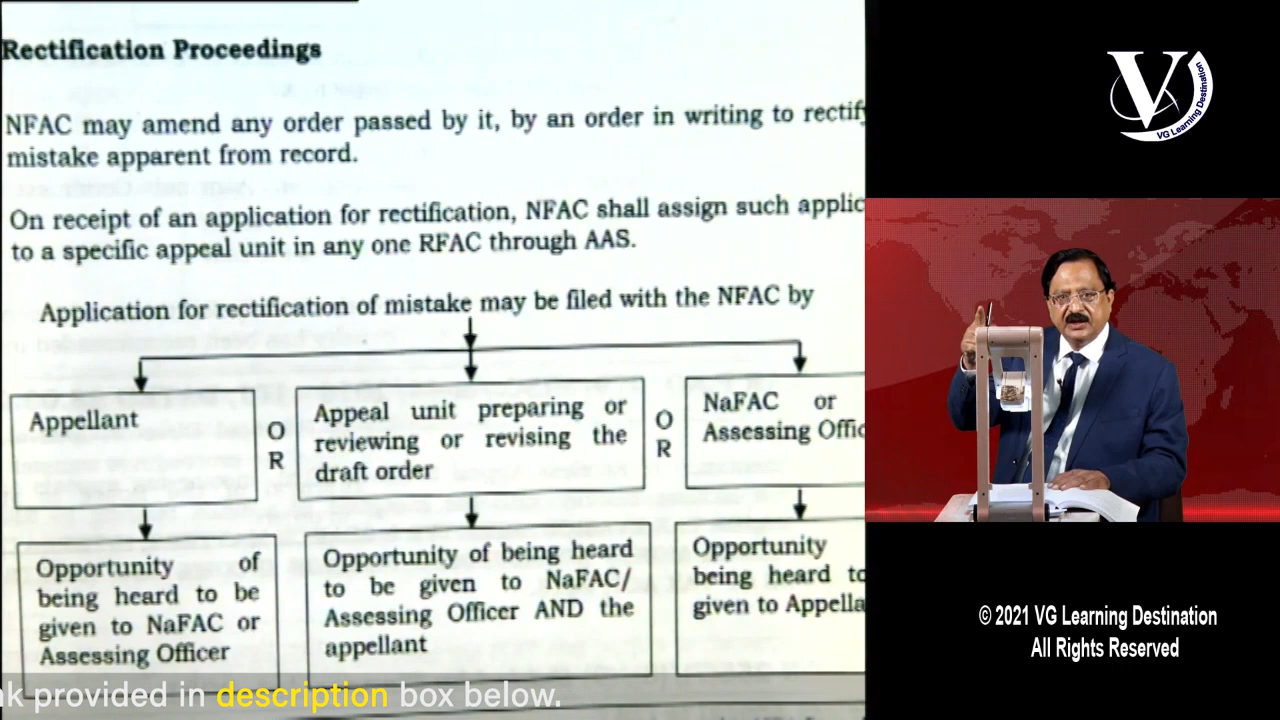 Rectification Proceedings
NFAC may amend any order passed by it, by an order in writing to rectify
mistake apparent from record.
On receipt of an application for rectification, NFAC shall assign such applic
to a specific appeal unit in any one RFAC through AAS.
Application for rectification of mistake may be filed with the NFAC by
Appellant
O
R
Appeal unit preparing or
reviewing or revising the
draft order
O
R
NaFAC or
Assessing Offic
Opportunity of
being heard to be
given to NaFAC or
Assessing Officer
Opportunity of being heard
to be given to NaFAC/
Assessing Officer AND the
appellant
Opportunity
being heard to
given to Appella
nk provided in description box below.
V
VG Learning Destination
© 2021 VG Learning Destination
All Rights Reserved